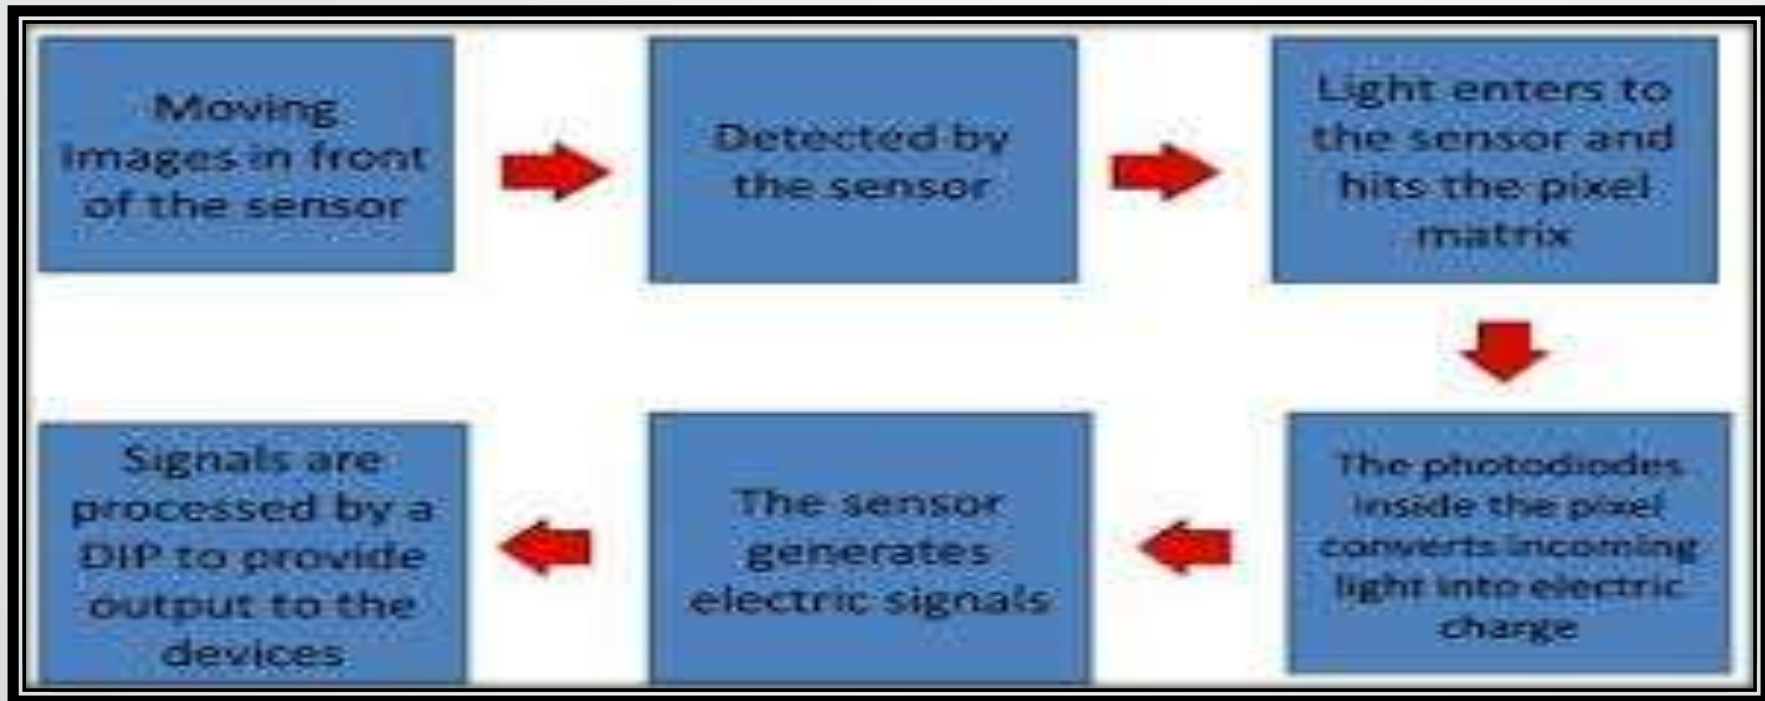 Moving
Images in front
of the sensor
Detected by
the sensor
Light enters to
the sensor and
hits the pixel
matrix
The photodiodes
inside the pixel
converts incoming
light into electric
charge
The sensor
generates
electric signals
Signals are
processed by a
DIP to provide
output to the
devices